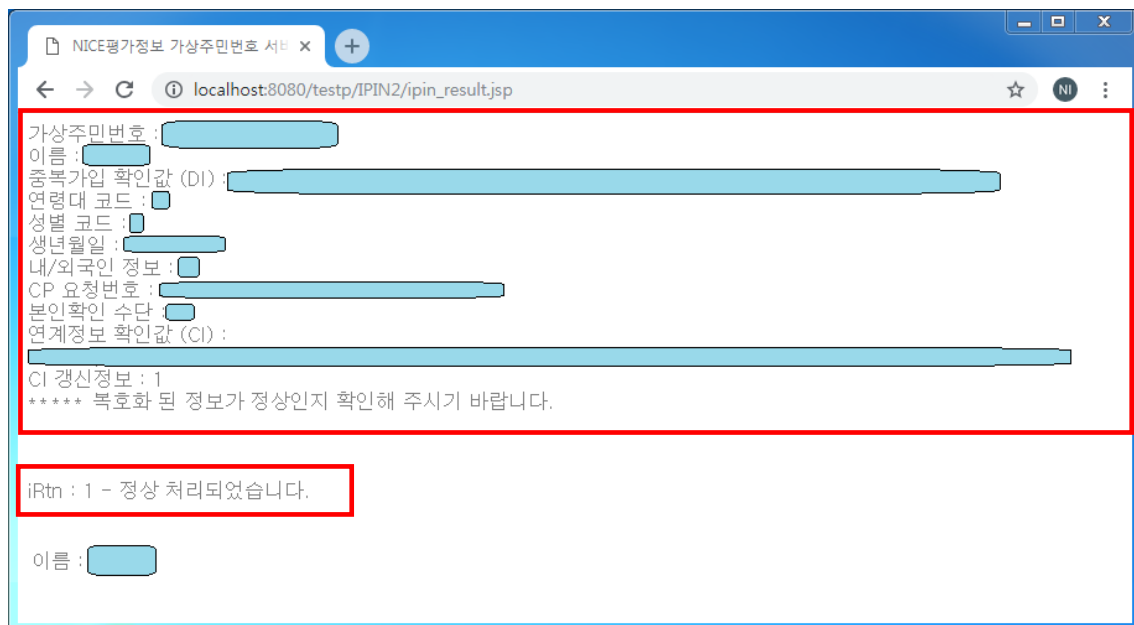 NICE평가정보 가상주민번호 서비
localhost:8080/testp/IPIN2/ipin_result.jsp
NI
가상주민번호 :
이름 :
중복가입 확인값 (DI) :
연령대 코드 :
성별 코드 :
생년월일 :
내/외국인 정보 :
CP 요청번호 :
본인확인 수단 :
연계정보 확인값 (CI) :
CI 갱신정보 : 1
***** 복호화 된 정보가 정상인지 확인해 주시기 바랍니다.
iRtn : 1 - 정상 처리되었습니다.
이름 :